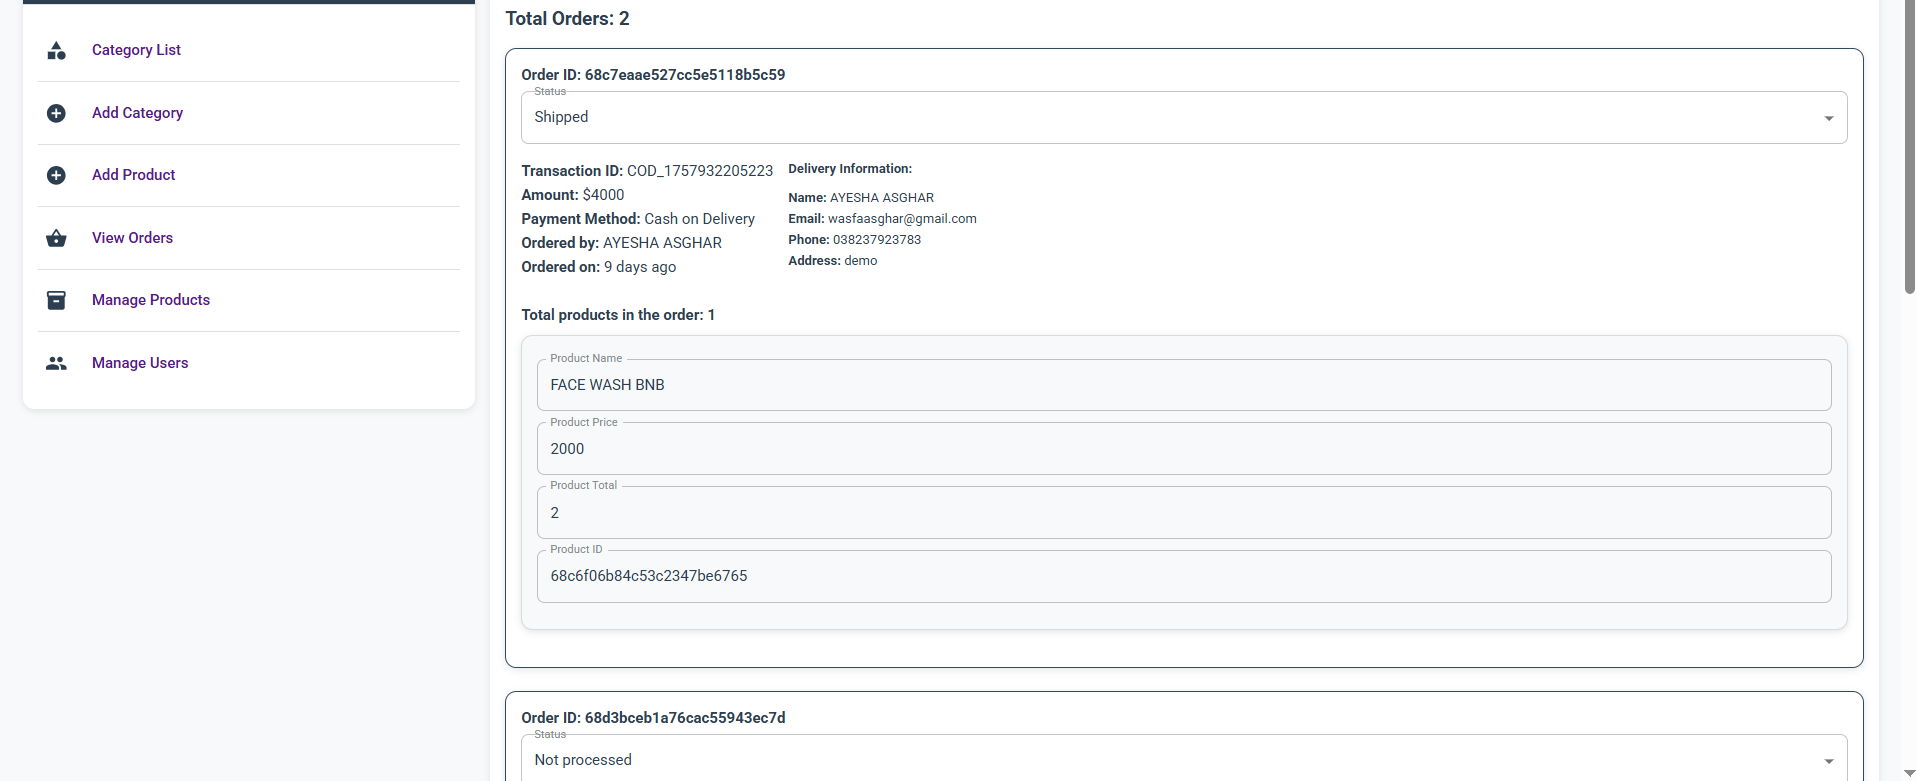 Category List
Add Category
Add Product
View Orders
Manage Products
Manage Users
Total Orders: 2
Order ID: 68c7eaae527cc5e5118b5c59
Status
Shipped
Transaction ID: COD_1757932205223
Amount: $4000
Payment Method: Cash on Delivery
Ordered by: AYESHA ASGHAR
Ordered on: 9 days ago
Delivery Information:
Name: AYESHA ASGHAR
Email: wasfaasghar@gmail.com
Phone: 038237923783
Address: demo
Total products in the order: 1
Product Name
FACE WASH BNB
Product Price
2000
Product Total
2
Product ID
68c6f06b84c53c2347be6765
Order ID: 68d3bceb1a76cac55943ec7d
Status
Not processed